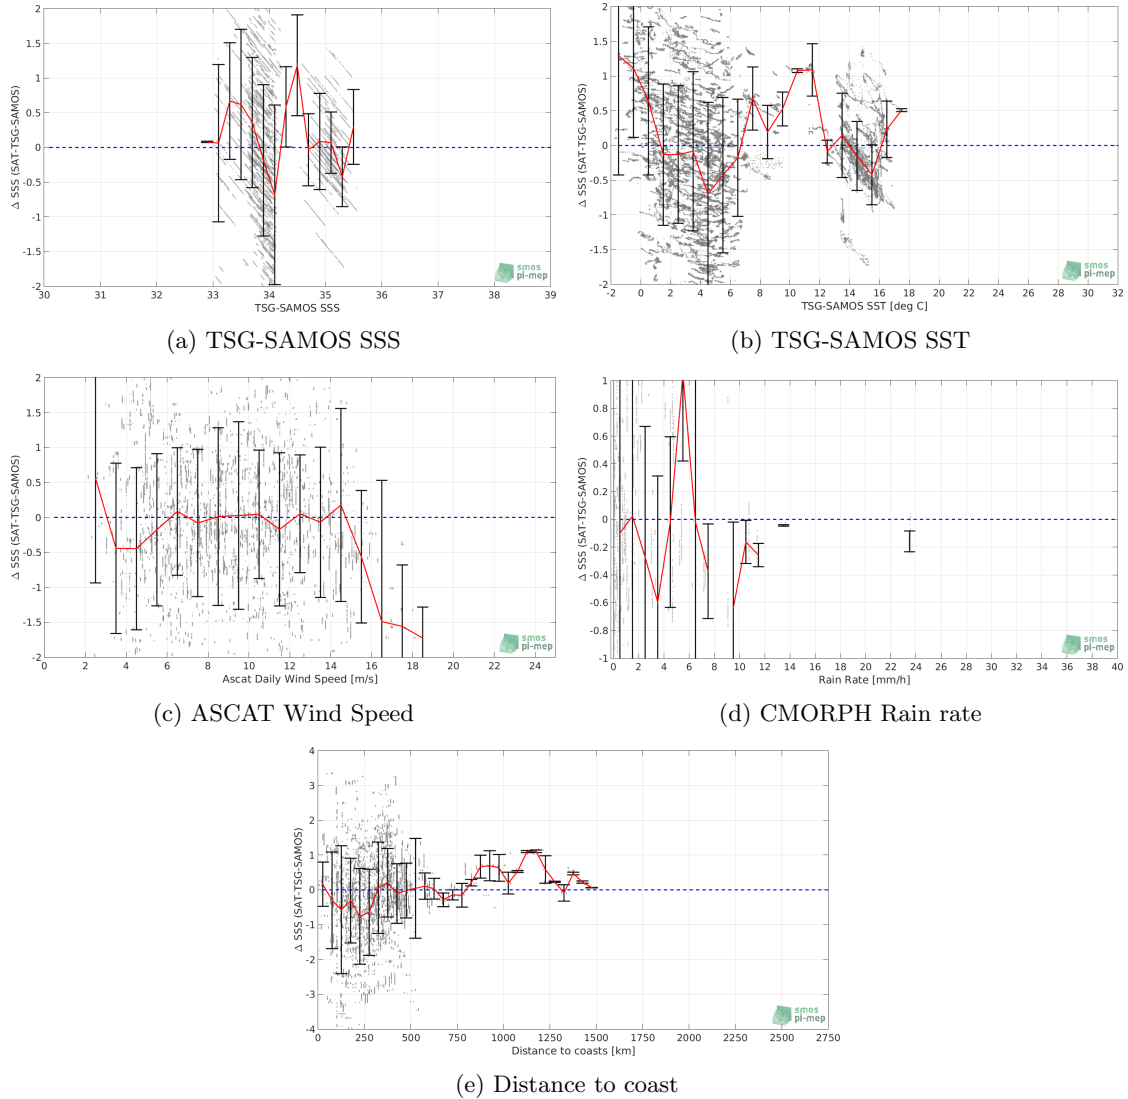 2
1.5
1
0.5
0
-0.5
-1
-1.5
-2
Δ SSS (SAT-TSG-SAMOS)
30 31 32 33 34 35 36 37 38 39
TSG-SAMOS SSS
smos
pi-mep
(a) TSG-SAMOS SSS
2
1.5
1
0.5
0
-0.5
-1
-1.5
-2
Δ SSS (SAT-TSG-SAMOS)
-2 0 2 4 6 8 10 12 14 16 18 20 22 24 26 28 30 32
TSG-SAMOS SST [deg C]
smos
pi-mep
(b) TSG-SAMOS SST
2
1.5
1
0.5
0
-0.5
-1
-1.5
-2
Δ SSS (SAT-TSG-SAMOS)
0 2 4 6 8 10 12 14 16 18 20 22 24
Ascat Daily Wind Speed [m/s]
smos
pi-mep
(c) ASCAT Wind Speed
1
0.8
0.6
0.4
0.2
0
-0.2
-0.4
-0.6
-0.8
-1
Δ SSS (SAT-TSG-SAMOS)
0 2 4 6 8 10 12 14 16 18 20 22 24 26 28 30 32 34 36 38 40
Rain Rate [mm/h]
smos
pi-mep
(d) CMORPH Rain rate
4
3
2
1
0
-1
-2
-3
-4
Δ SSS (SAT-TSG-SAMOS)
0 250 500 750 1000 1250 1500 1750 2000 2250 2500 2750
Distance to coasts [km]
smos
pi-mep
(e) Distance to coast